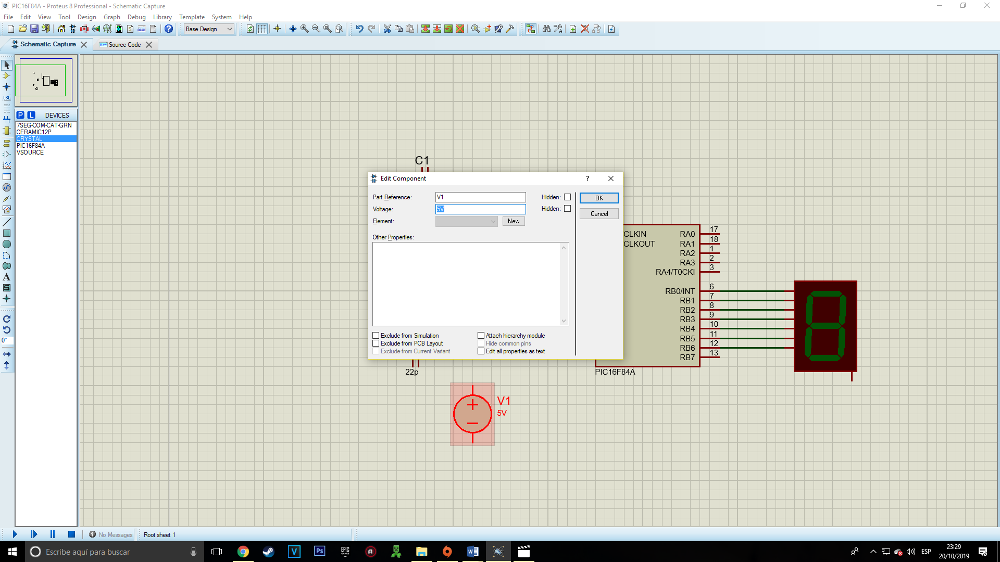 PIC16F84A - Proteus 8 Professional - Schematic Capture
File Edit View Tool Design Graph Debug Library Template System Help
Base Design
Schematic Capture
Source Code
P L DEVICES
7SEG-COM-CAT-GRN
CERAMIC12P
CRYSTAL
PIC16F84A
VSOURCE
LBL
A
S
0°
C1
Edit Component ?
Part Reference: V1 Hidden:
Voltage: 5V Hidden:
Element: New
OK
Cancel
Other Properties:
Exclude from Simulation
Exclude from PCB Layout
Exclude from Current Variant
Attach hierarchy module
Hide common pins
Edit all properties as text
22p
V1
5V
CLKIN RA0 17
CLKOUT RA1 18
RA2 1
RA3 2
RA4/T0CKI 3
RB0/INT 6
RB1 7
RB2 8
RB3 9
RB4 10
RB5 11
RB6 12
RB7 13
PIC16F84A
No Messages Root sheet 1
Escribe aquí para buscar
V
Ps
EPIC
GAMES
W
ESP
23:29
20/10/2019